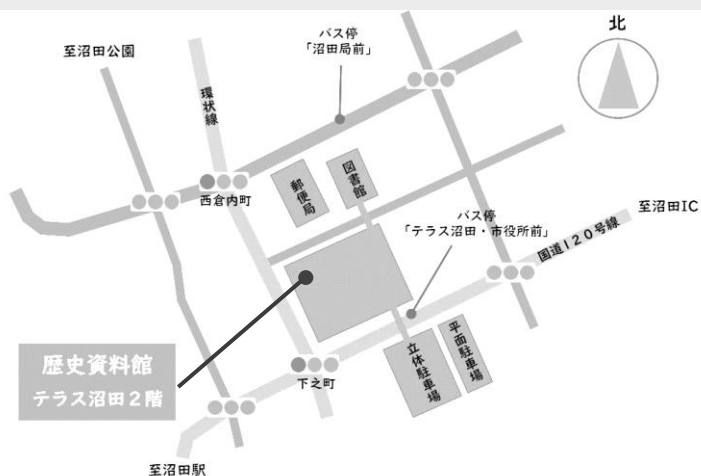 至沼田公園
バス停
「沼田局前」
北
環状線
西倉内町
郵便局
図書館
バス停
「テラス沼田・市役所前」
至沼田IC
国道120号線
歴史資料館
テラス沼田2階
下之町
立体駐車場
平面駐車場
至沼田駅